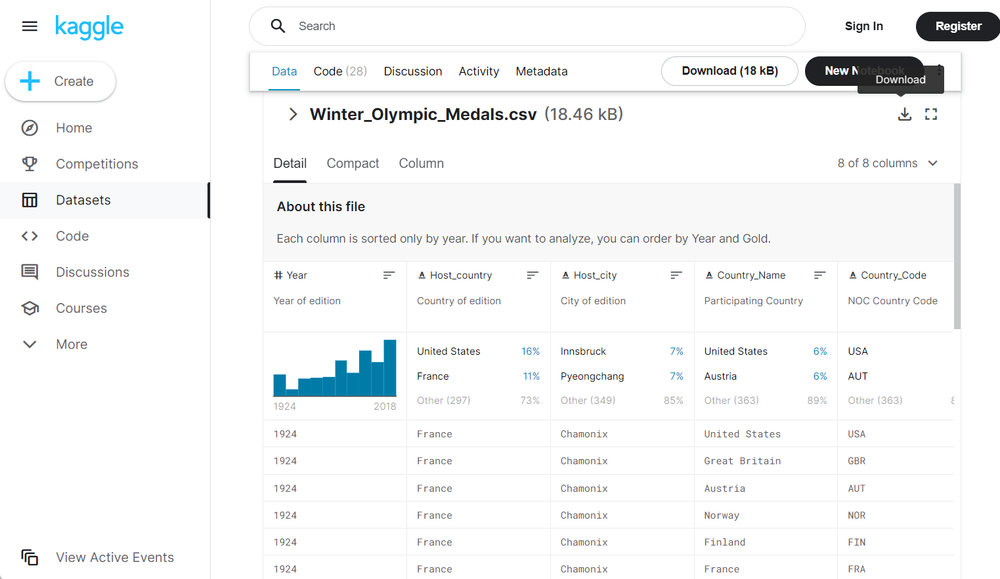 kaggle
Search
Sign In
Register
Create
Home
Competitions
Datasets
Code
Discussions
Courses
More
View Active Events
Data Code (28) Discussion Activity Metadata
Download (18 kB)
New Notebook
Download
Winter_Olympic_Medals.csv (18.46 kB)
Detail Compact Column
8 of 8 columns
About this file
Each column is sorted only by year. If you want to analyze, you can order by Year and Gold.
# Year A Host_country A Host_city A Country_Name A Country_Code
Year of edition Country of edition City of edition Participating Country NOC Country Code
United States 16% Innsbruck 7% United States 6% USA
France 11% Pyeongchang 7% Austria 6% AUT
Other (297) 73% Other (349) 85% Other (363) 89% Other (363)
1924 2018
1924 France Chamonix United States USA
1924 France Chamonix Great Britain GBR
1924 France Chamonix Austria AUT
1924 France Chamonix Norway NOR
1924 France Chamonix Finland FIN
1924 France Chamonix France FRA